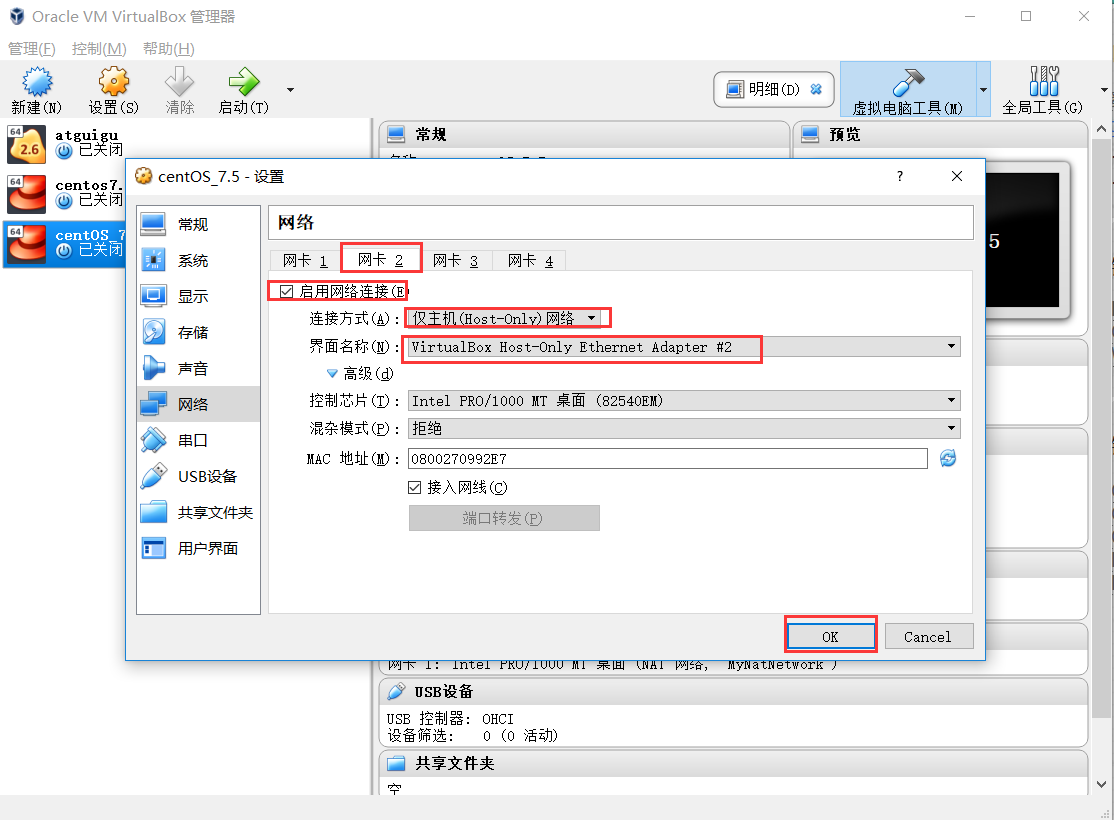 Oracle VM VirtualBox 管理器
管理(F) 控制(M) 帮助(H)
新建(N) 设置(S) 清除 启动(T) 明细(D) 虚拟电脑工具(M) 全局工具(G)
64 2.6 atguigu
已关闭
64 centos7.
已关闭
64 centOS_7
已关闭
常规
预览
5
centOS_7.5 - 设置 ?
常规
系统
显示
存储
声音
网络
串口
USB设备
共享文件夹
用户界面
网络
网卡 1 网卡 2 网卡 3 网卡 4
启用网络连接(E)
连接方式(A): 仅主机(Host-Only)网络
界面名称(N): VirtualBox Host-Only Ethernet Adapter #2
高级(d)
控制芯片(T): Intel PRO/1000 MT 桌面 (82540EM)
混杂模式(P): 拒绝
MAC 地址(M): 0800270992E7
接入网线(C)
端口转发(P)
OK Cancel
网卡 1: Intel PRO/1000 MT 桌面 (NAT 网络, 'MyNatNetwork')
USB设备
USB 控制器: OHCI
设备筛选: 0 (0 活动)
共享文件夹
空